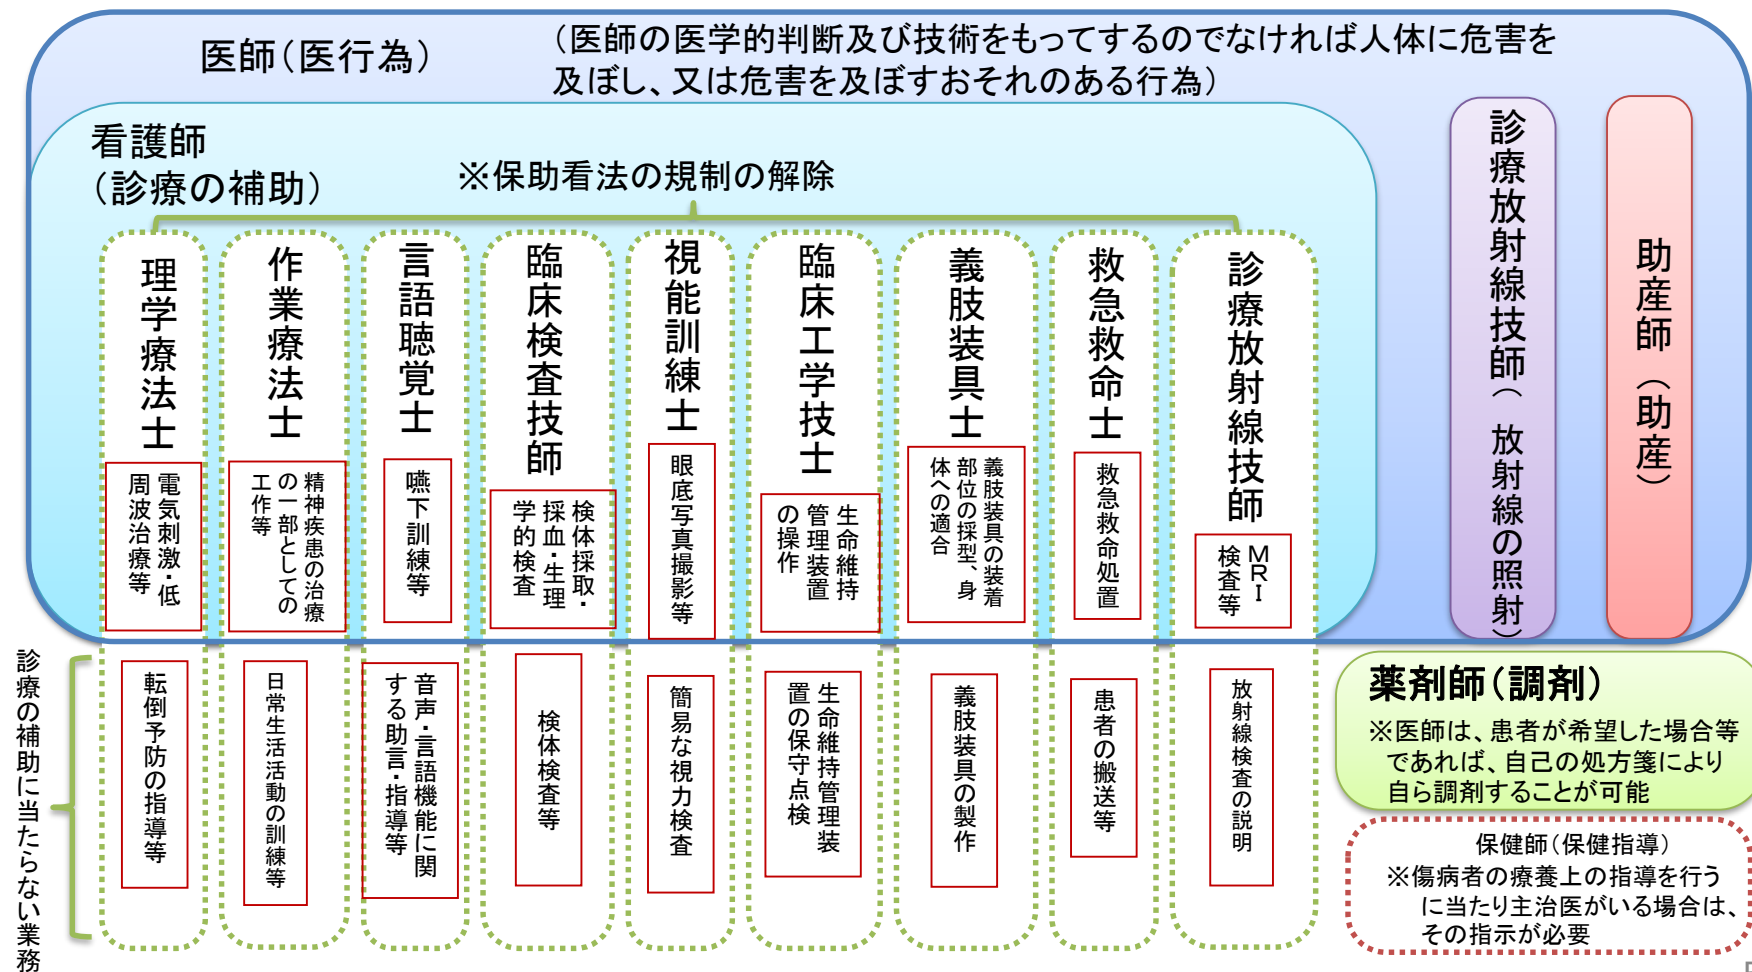 医師（医行為）
（医師の医学的判断及び技術をもってするのでなければ人体に危害を
及ぼし、又は危害を及ぼすおそれのある行為）
看護師
（診療の補助）
※保助看法の規制の解除
理学療法士
電気刺激・低
周波治療等
転倒予防の指導等
作業療法士
精神疾患の治療
の一部としての
工作等
日常生活活動の訓練等
言語聴覚士
嚥下訓練等
音声・言語機能に関
する助言・指導等
臨床検査技師
検体採取・
採血・生理
学的検査
検体検査等
視能訓練士
眼底写真撮影等
簡易な視力検査
臨床工学技士
生命維持
管理装置
の操作
生命維持管理装
置の保守点検
義肢装具士
義肢装具の装着
部位の採型、身
体への適合
義肢装具の製作
救急救命士
救急救命処置
患者の搬送等
診療放射線技師
ＭＲＩ
検査等
放射線検査の説明
診療放射線技師（放射線の照射）
助産師（助産）
診療の補助に当たらない業務
薬剤師（調剤）
※医師は、患者が希望した場合等
であれば、自己の処方箋により
自ら調剤することが可能
保健師（保健指導）
※傷病者の療養上の指導を行う
に当たり主治医がいる場合は、
その指示が必要